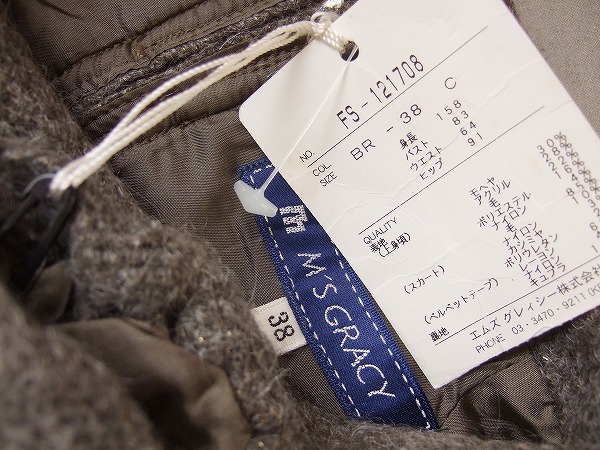 NO. FS-121708
COL. BR - 38 C
SIZE
身長 158
バスト 83
ウエスト 64
ヒップ 91
QUALITY
表地
(上身頃)
モヘヤ 30%
アクリル
毛
ポリエステル
ナイロン
(スカート)
毛
ナイロン
カシミヤ
ポリウレタン
(ベルベットテープ)
レーヨン
ナイロン
裏地
キュプラ
エムズ グレイシー株式会
PHONE 03-3470-9211(
M'S GRACY
38